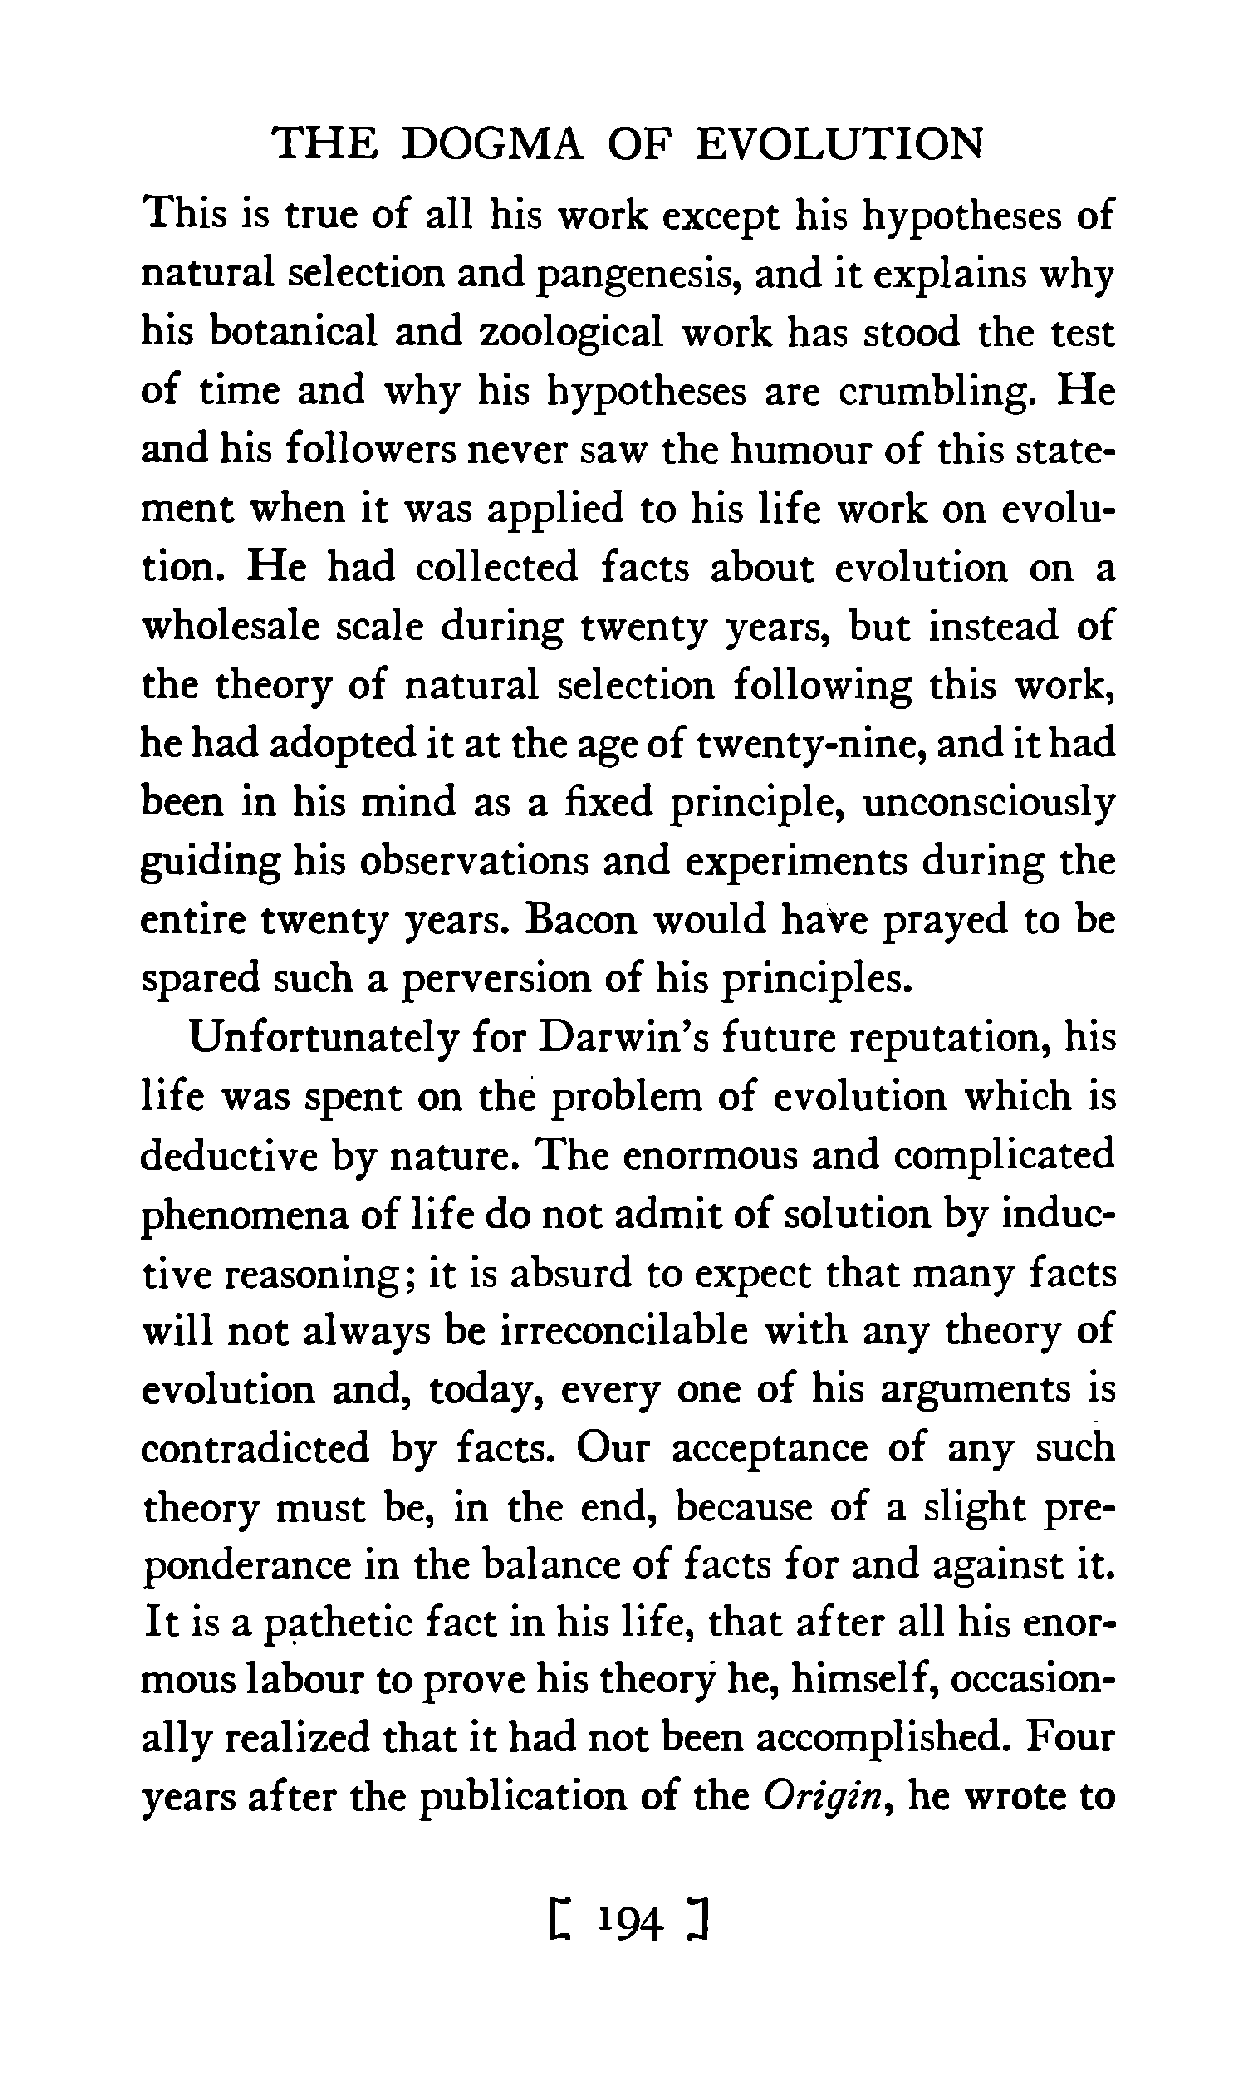 THE DOGMA OF EVOLUTION
This is true of all his work except his hypotheses of
natural selection and pangenesis, and it explains why
his botanical and zoological work has stood the test
of time and why his hypotheses are crumbling. He
and his followers never saw the humour of this state-
ment when it was applied to his life work on evolu-
tion. He had collected facts about evolution on a
wholesale scale during twenty years, but instead of
the theory of natural selection following this work,
he had adopted it at the age of twenty-nine, and it had
been in his mind as a fixed principle, unconsciously
guiding his observations and experiments during the
entire twenty years. Bacon would have prayed to be
spared such a perversion of his principles.
Unfortunately for Darwin's future reputation, his
life was spent on the problem of evolution which is
deductive by nature. The enormous and complicated
phenomena of life do not admit of solution by induc-
tive reasoning; it is absurd to expect that many facts
will not always be irreconcilable with any theory of
evolution and, today, every one of his arguments is
contradicted by facts. Our acceptance of any such
theory must be, in the end, because of a slight pre-
ponderance in the balance of facts for and against it.
It is a pathetic fact in his life, that after all his enor-
mous labour to prove his theory he, himself, occasion-
ally realized that it had not been accomplished. Four
years after the publication of the Origin, he wrote to
[ 194 ]